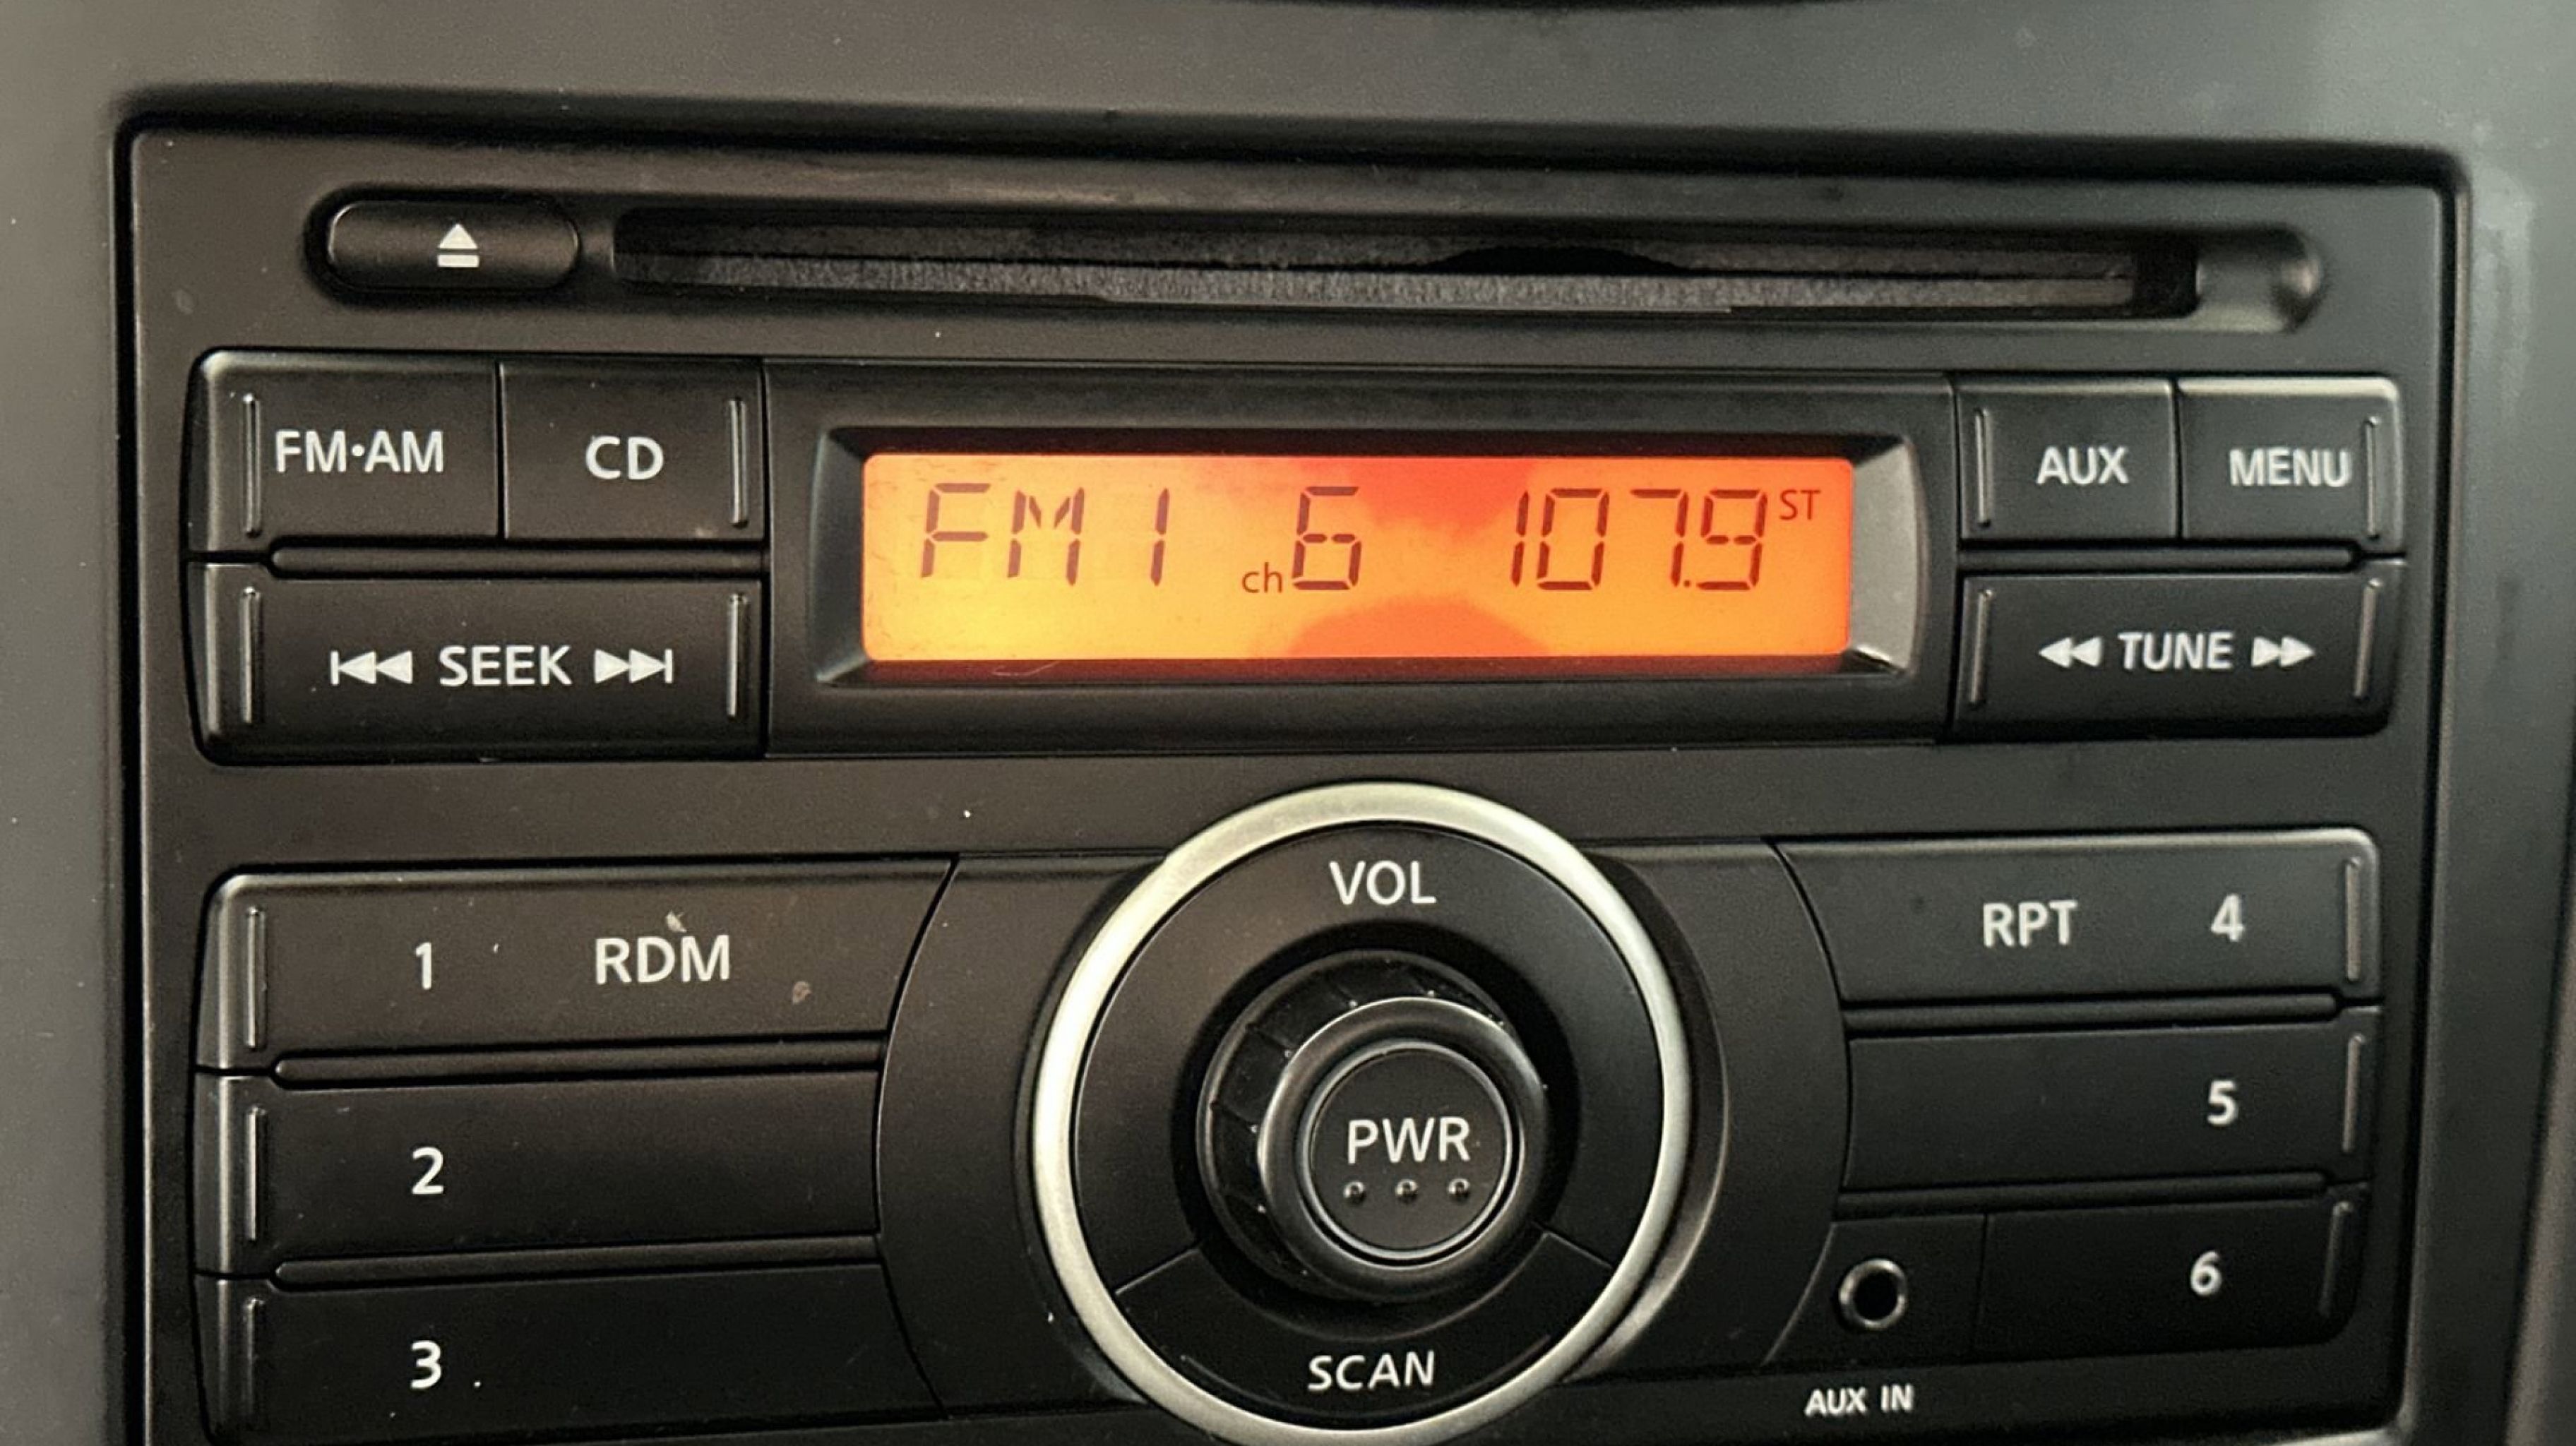 FM•AM CD
FM1 ch6 107.9 ST
AUX MENU
SEEK
TUNE
VOL
1 RDM
RPT 4
PWR
2
5
3
6
SCAN
AUX IN